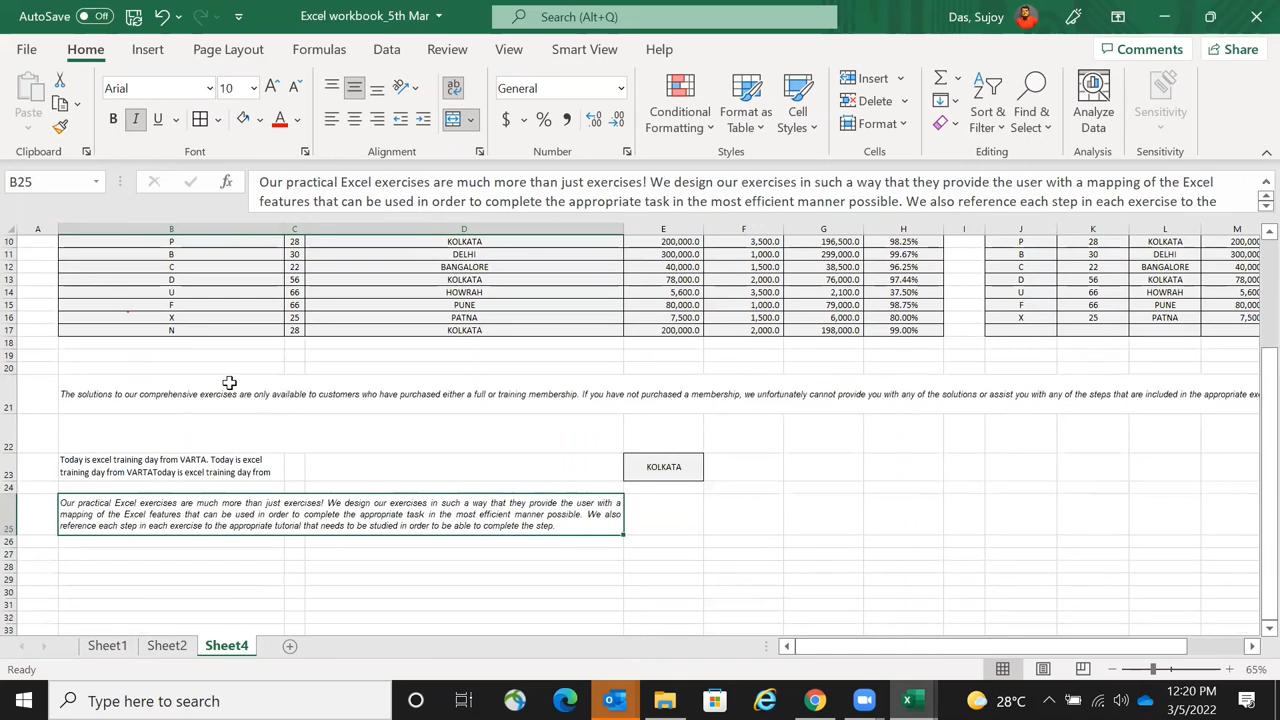 AutoSave Off Excel workbook_5th Mar Search (Alt+Q) Das, Sujoy
File Home Insert Page Layout Formulas Data Review View Smart View Help Comments Share
Paste
Clipboard
Arial 10
B I U A
Font
ab c
Alignment
General
$ % ,
Number
Conditional Formatting
Format as Table
Cell Styles
Styles
Insert
Delete
Format
Cells
Sort & Filter
Find & Select
Editing
Analyze Data
Analysis
Sensitivity
Sensitivity
B25 fx Our practical Excel exercises are much more than just exercises! We design our exercises in such a way that they provide the user with a mapping of the Excel
features that can be used in order to complete the appropriate task in the most efficient manner possible. We also reference each step in each exercise to the
A B C D E F G H I J K L M
10 P 28 KOLKATA 200,000.0 3,500.0 196,500.0 98.25% P 28 KOLKATA 200,00
11 B 30 DELHI 300,000.0 1,000.0 299,000.0 99.67% B 30 DELHI 300,00
12 C 22 BANGALORE 40,000.0 1,500.0 38,500.0 96.25% C 22 BANGALORE 40,000
13 D 56 KOLKATA 78,000.0 2,000.0 76,000.0 97.44% D 56 KOLKATA 78,000
14 U 66 HOWRAH 5,600.0 3,500.0 2,100.0 37.50% U 66 HOWRAH 5,600
15 F 66 PUNE 80,000.0 1,000.0 79,000.0 98.75% F 66 PUNE 80,000
16 X 25 PATNA 7,500.0 1,500.0 6,000.0 80.00% X 25 PATNA 7,500
17 N 28 KOLKATA 200,000.0 2,000.0 198,000.0 99.00%
18
19
20
21 The solutions to our comprehensive exercises are only available to customers who have purchased either a full or training membership. If you have not purchased a membership, we unfortunately cannot provide you with any of the solutions or assist you with any of the steps that are included in the appropriate exe
22
Today is excel training day from VARTA. Today is excel
23 training day from VARTAToday is excel training day from KOLKATA
24
Our practical Excel exercises are much more than just exercises! We design our exercises in such a way that they provide the user with a
mapping of the Excel features that can be used in order to complete the appropriate task in the most efficient manner possible. We also
25 reference each step in each exercise to the appropriate tutorial that needs to be studied in order to be able to complete the step.
26
27
28
29
30
31
32
33
Sheet1 Sheet2 Sheet4
Ready 65%
Type here to search 28°C 12:20 PM
3/5/2022